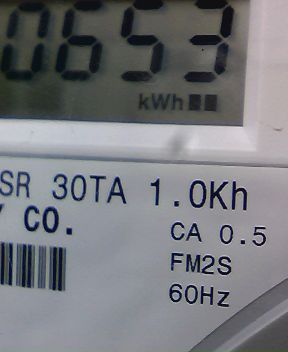 0653
kWh
SR 30TA 1.0Kh
Y CO.
CA 0.5
FM2S
60Hz